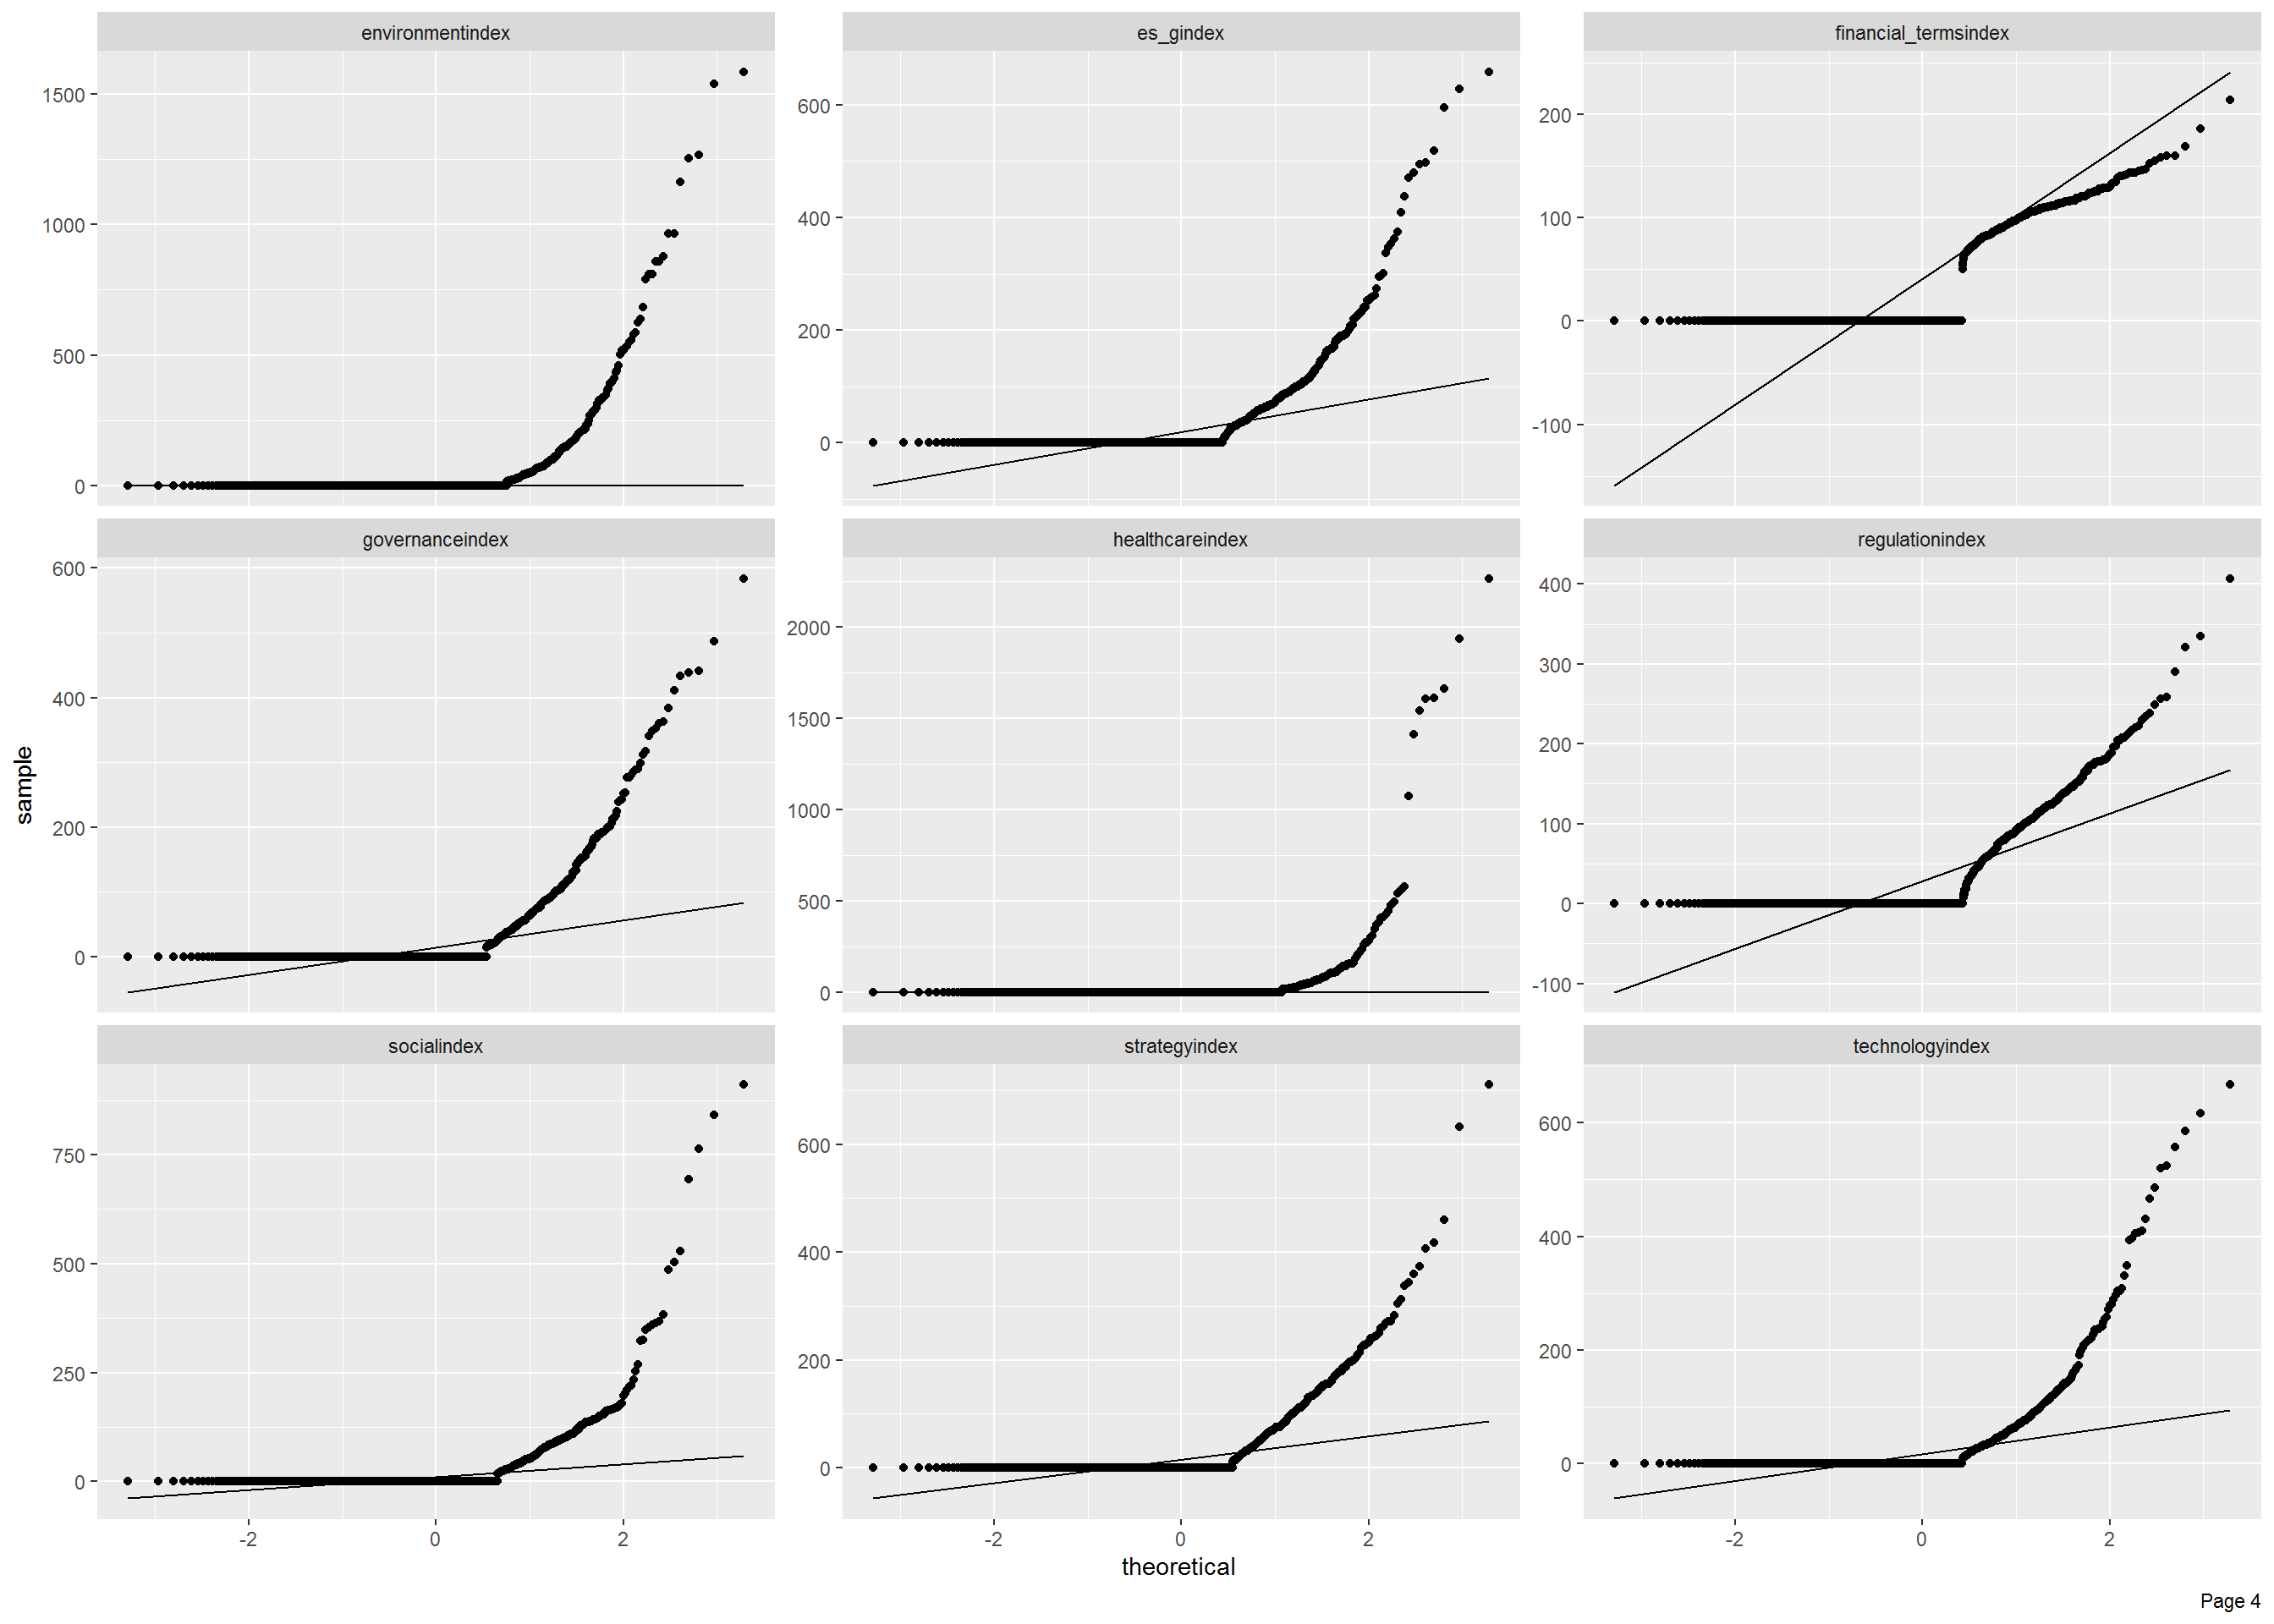 environmentindex
es_gindex
financial_termsindex
1500
1000
500
0
600
400
200
0
200
100
0
-100
governanceindex
healthcareindex
regulationindex
600
400
200
0
2000
1500
1000
500
0
400
300
200
100
0
-100
socialindex
strategyindex
technologyindex
750
500
250
0
600
400
200
0
600
400
200
0
-2 0 2
-2 0 2
-2 0 2
sample
theoretical
Page 4